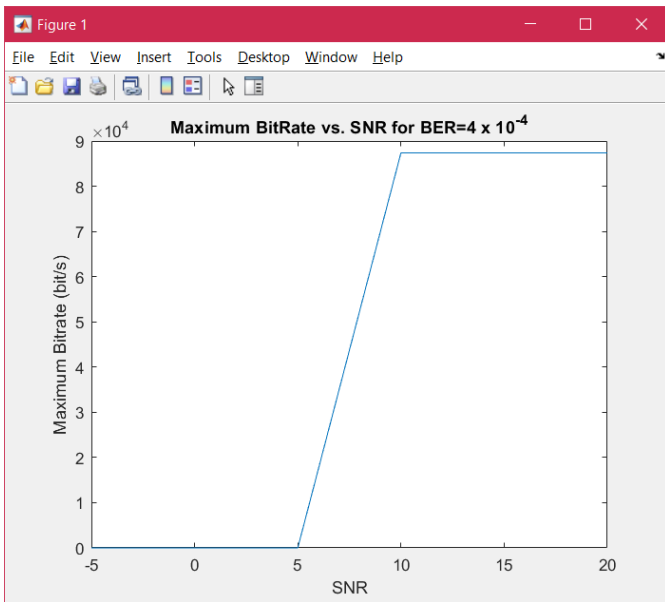 Figure 1
File Edit View Insert Tools Desktop Window Help
×10^4
Maximum BitRate vs. SNR for BER=4 x 10^-4
9
8
7
6
5
4
3
2
1
0
Maximum Bitrate (bit/s)
-5 0 5 10 15 20
SNR